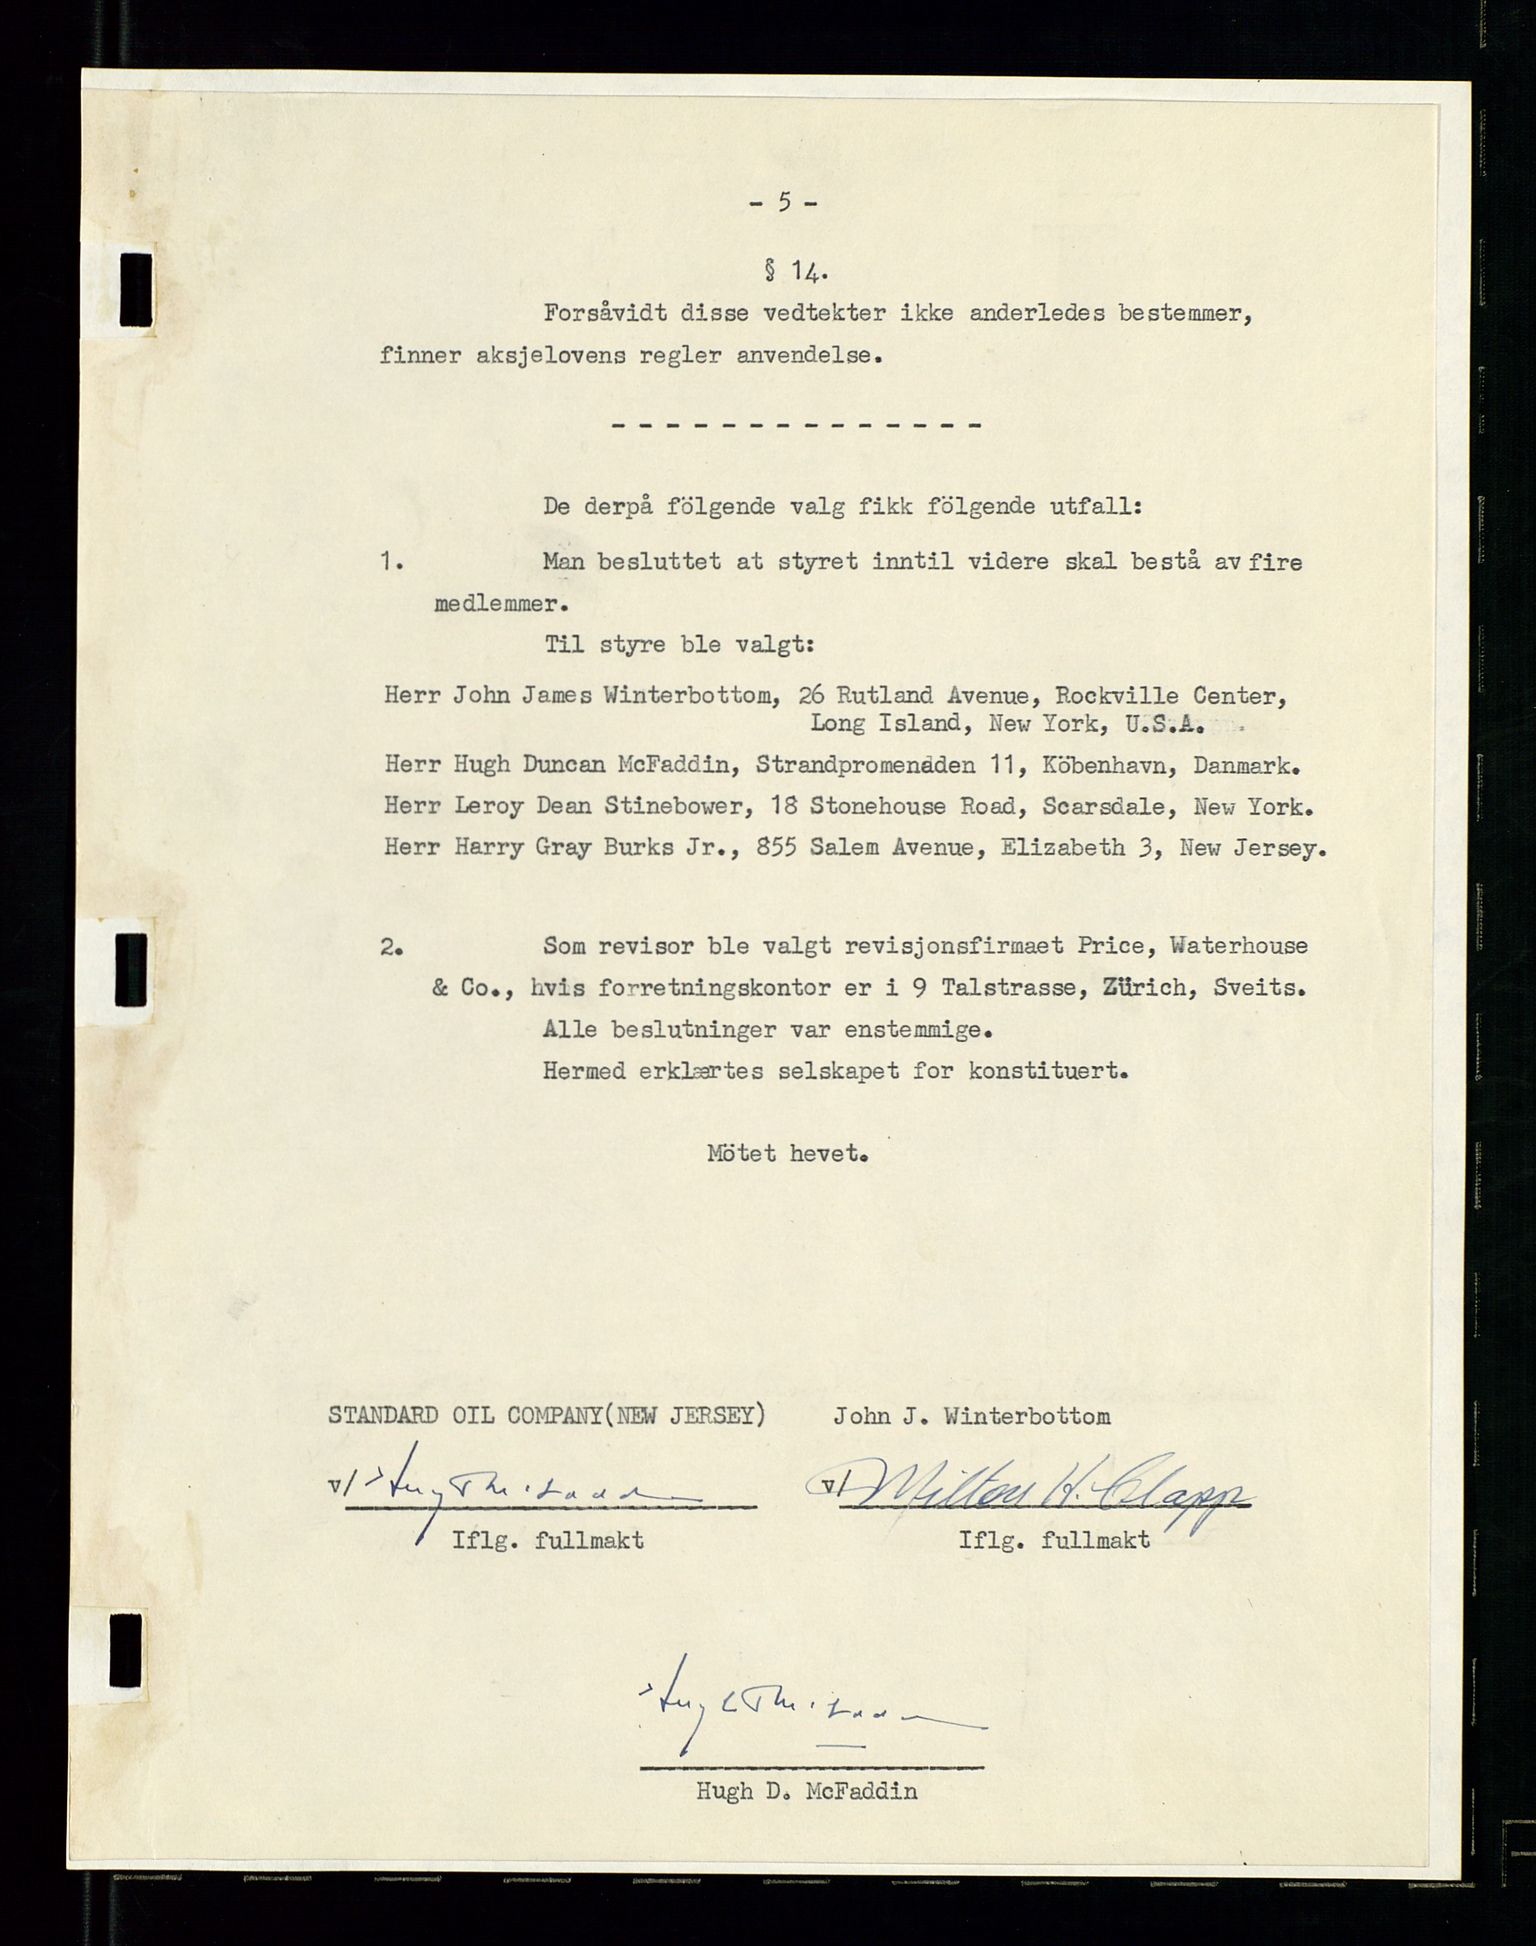 - 5 -
§ 14.
Forsåvidt disse vedtekter ikke anderledes bestemmer,
finner aksjelovens regler anvendelse.
- - - - - - - - - - - - - -
De derpå fölgende valg fikk fölgende utfall:
1. Man besluttet at styret inntil videre skal bestå av fire
medlemmer.
Til styre ble valgt:
Herr John James Winterbottom, 26 Rutland Avenue, Rockville Center,
Long Island, New York, U.S.A.
Herr Hugh Duncan McFaddin, Strandpromenaden 11, Köbenhavn, Danmark.
Herr Leroy Dean Stinebower, 18 Stonehouse Road, Scarsdale, New York.
Herr Harry Gray Burks Jr., 855 Salem Avenue, Elizabeth 3, New Jersey.
2. Som revisor ble valgt revisjonsfirmaet Price, Waterhouse
& Co., hvis forretningskontor er i 9 Talstrasse, Zürich, Sveits.
Alle beslutninger var enstemmige.
Hermed erklærtes selskapet for konstituert.
Mötet hevet.
STANDARD OIL COMPANY(NEW JERSEY) John J. Winterbottom
v/ Hugh McFaddin v/ Milton H. Clapp
Iflg. fullmakt Iflg. fullmakt
Hugh D McFaddin
Hugh D. McFaddin